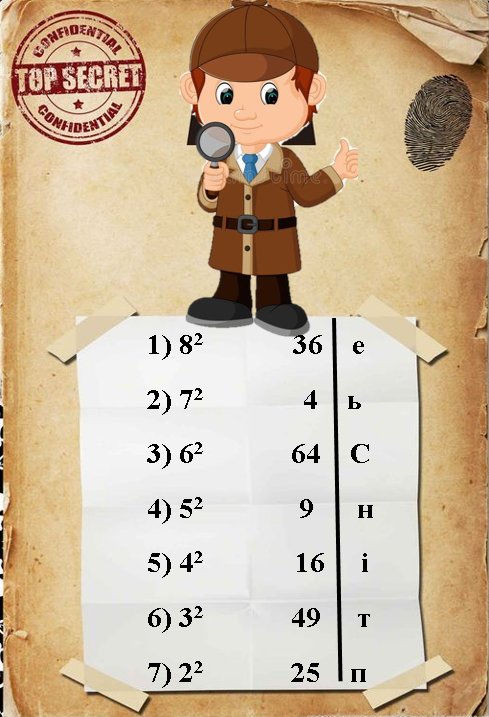 CONFIDENTIAL
TOP SECRET
CONFIDENTIAL
1) 8² 36 е
2) 7² 4 ь
3) 6² 64 С
4) 5² 9 н
5) 4² 16 і
6) 3² 49 т
7) 2² 25 п